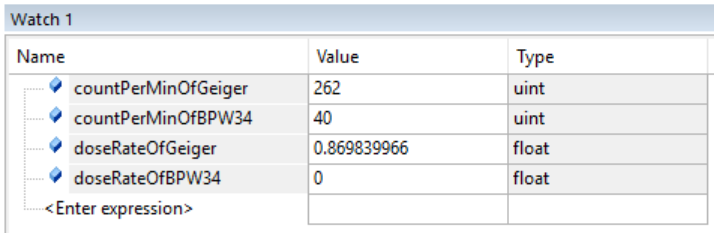 Watch 1
Name Value Type
countPerMinOfGeiger 262 uint
countPerMinOfBPW34 40 uint
doseRateOfGeiger 0.869839966 float
doseRateOfBPW34 0 float
<Enter expression>